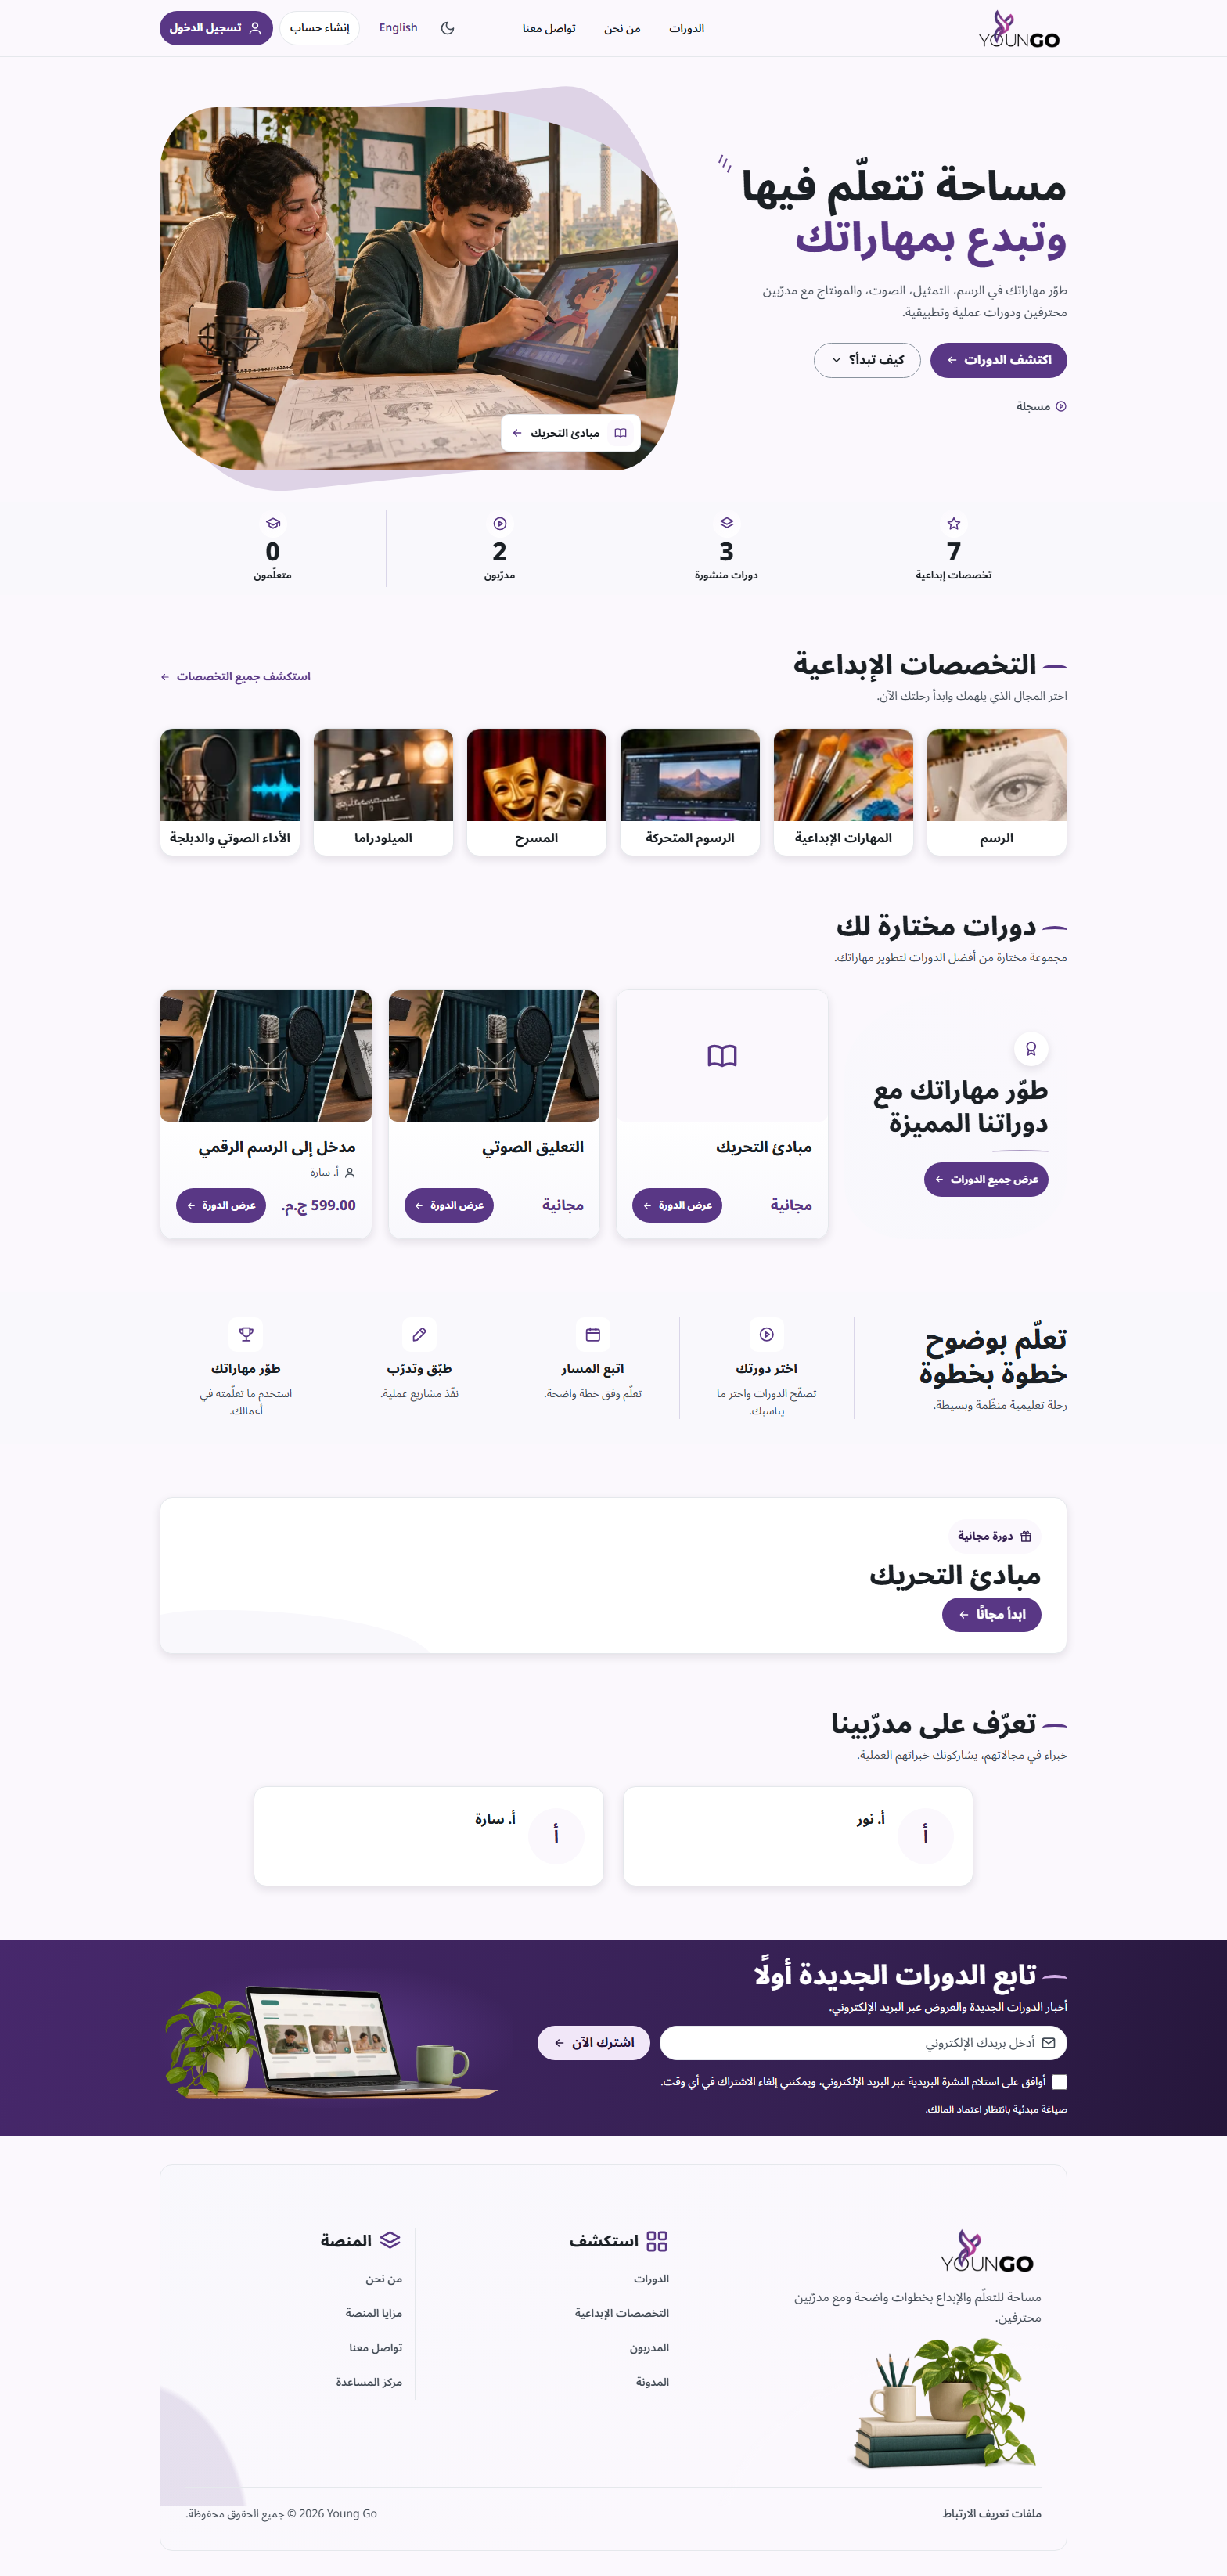 YOUNGO
الدورات
من نحن
تواصل معنا
English
إنشاء حساب
تسجيل الدخول
مساحة تتعلّم فيها
وتبدع بمهاراتك
طوّر مهاراتك في الرسم، التمثيل، الصوت، والمونتاج مع مدرّبين
محترفين ودورات عملية وتطبيقية.
اكتشف الدورات
كيف تبدأ؟
مسجلة
مبادئ التحريك
7
تخصصات إبداعية
3
دورات منشورة
2
مدرّبون
0
متعلّمون
التخصصات الإبداعية
استكشف جميع التخصصات
اختر المجال الذي يلهمك وابدأ رحلتك الآن.
الرسم
المهارات الإبداعية
الرسوم المتحركة
المسرح
الميلودراما
الأداء الصوتي والدبلجة
دورات مختارة لك
مجموعة مختارة من أفضل الدورات لتطوير مهاراتك.
طوّر مهاراتك مع
دوراتنا المميزة
عرض جميع الدورات
مبادئ التحريك
مجانية
عرض الدورة
التعليق الصوتي
مجانية
عرض الدورة
مدخل إلى الرسم الرقمي
أ. سارة
599.00 ج.م.
عرض الدورة
تعلّم بوضوح
خطوة بخطوة
رحلة تعليمية منظّمة وبسيطة.
اختر دورتك
تصفّح الدورات واختر ما
يناسبك.
اتبع المسار
تعلّم وفق خطة واضحة.
طبّق وتدرّب
نفّذ مشاريع عملية.
طوّر مهاراتك
استخدم ما تعلّمته في
أعمالك.
دورة مجانية
مبادئ التحريك
ابدأ مجانًا
تعرّف على مدرّبينا
خبراء في مجالاتهم، يشاركونك خبراتهم العملية.
أ
أ. نور
أ
أ. سارة
تابع الدورات الجديدة أولًا
أخبار الدورات الجديدة والعروض عبر البريد الإلكتروني.
أدخل بريدك الإلكتروني
اشترك الآن
أوافق على استلام النشرة البريدية عبر البريد الإلكتروني، ويمكنني إلغاء الاشتراك في أي وقت.
صياغة مبدئية بانتظار اعتماد المالك.
YOUNGO
مساحة للتعلّم والإبداع بخطوات واضحة ومع مدرّبين
محترفين.
استكشف
الدورات
التخصصات الإبداعية
المدربون
المدونة
المنصة
من نحن
مزايا المنصة
تواصل معنا
مركز المساعدة
ملفات تعريف الارتباط
© 2026 Young Go جميع الحقوق محفوظة.